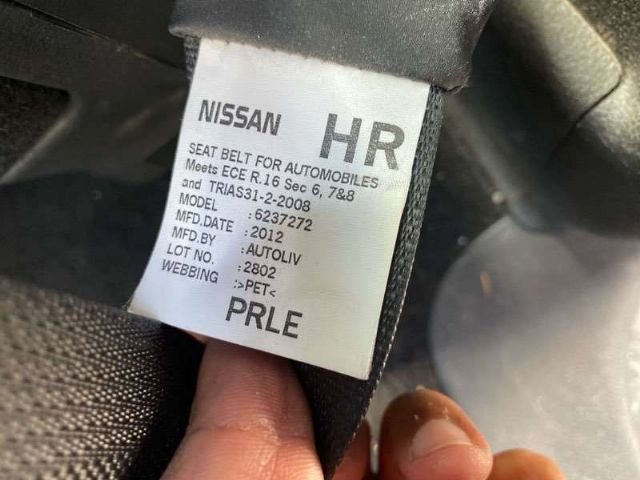 NISSAN HR
SEAT BELT FOR AUTOMOBILES
Meets ECE R.16 Sec 6, 7&8
and TRIAS31-2-2008
MODEL :6237272
MFD.DATE :2012
MFD.BY :AUTOLIV
LOT NO. :2802
WEBBING :>PET<
PRLE